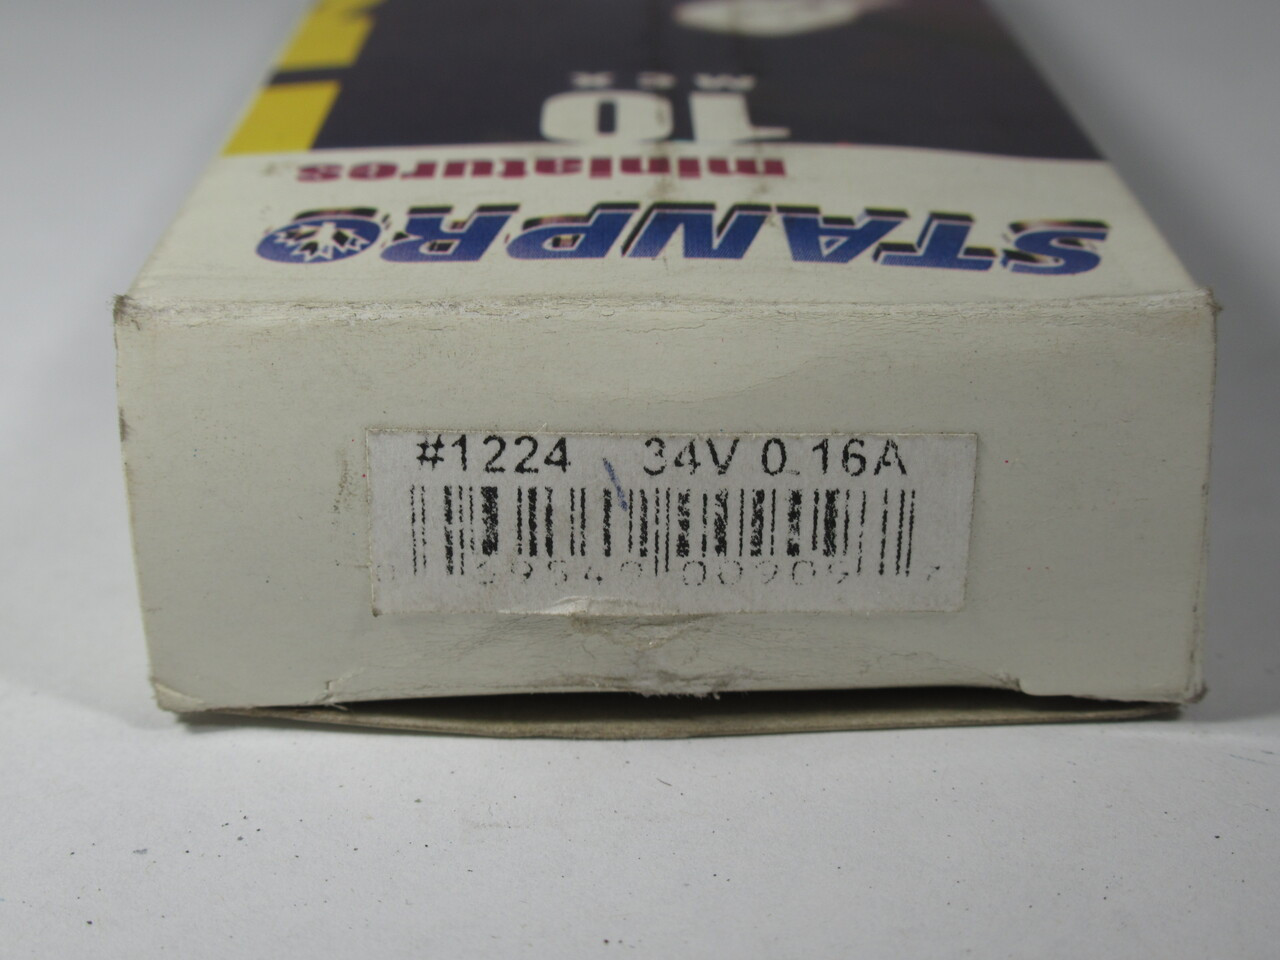 STANPRO
miniatures
10
#1224 34V 0.16A